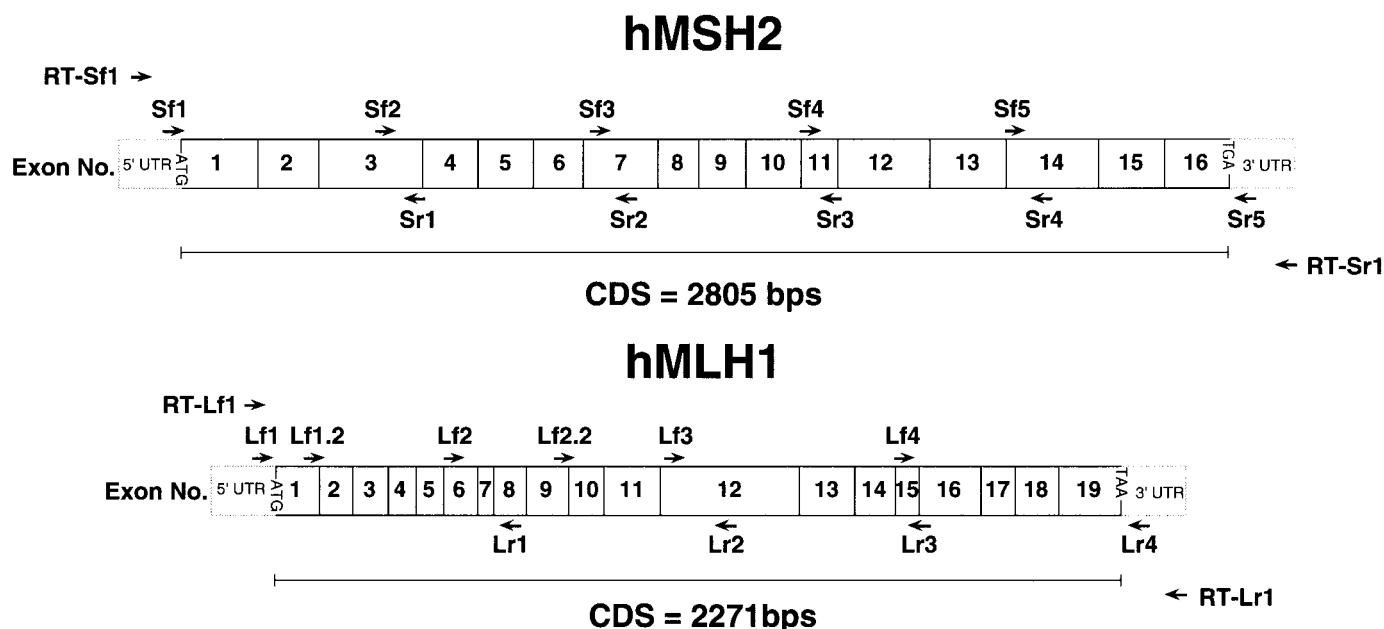 hMSH2
RT-Sf1
Sf1 Sf2 Sf3 Sf4 Sf5
Exon No. 5' UTR ATG 1 2 3 4 5 6 7 8 9 10 11 12 13 14 15 16 TGA 3' UTR
Sr1 Sr2 Sr3 Sr4 Sr5
RT-Sr1
CDS = 2805 bps
hMLH1
RT-Lf1
Lf1 Lf1.2 Lf2 Lf2.2 Lf3 Lf4
Exon No. 5' UTR ATG 1 2 3 4 5 6 7 8 9 10 11 12 13 14 15 16 17 18 19 TAA 3' UTR
Lr1 Lr2 Lr3 Lr4
RT-Lr1
CDS = 2271bps